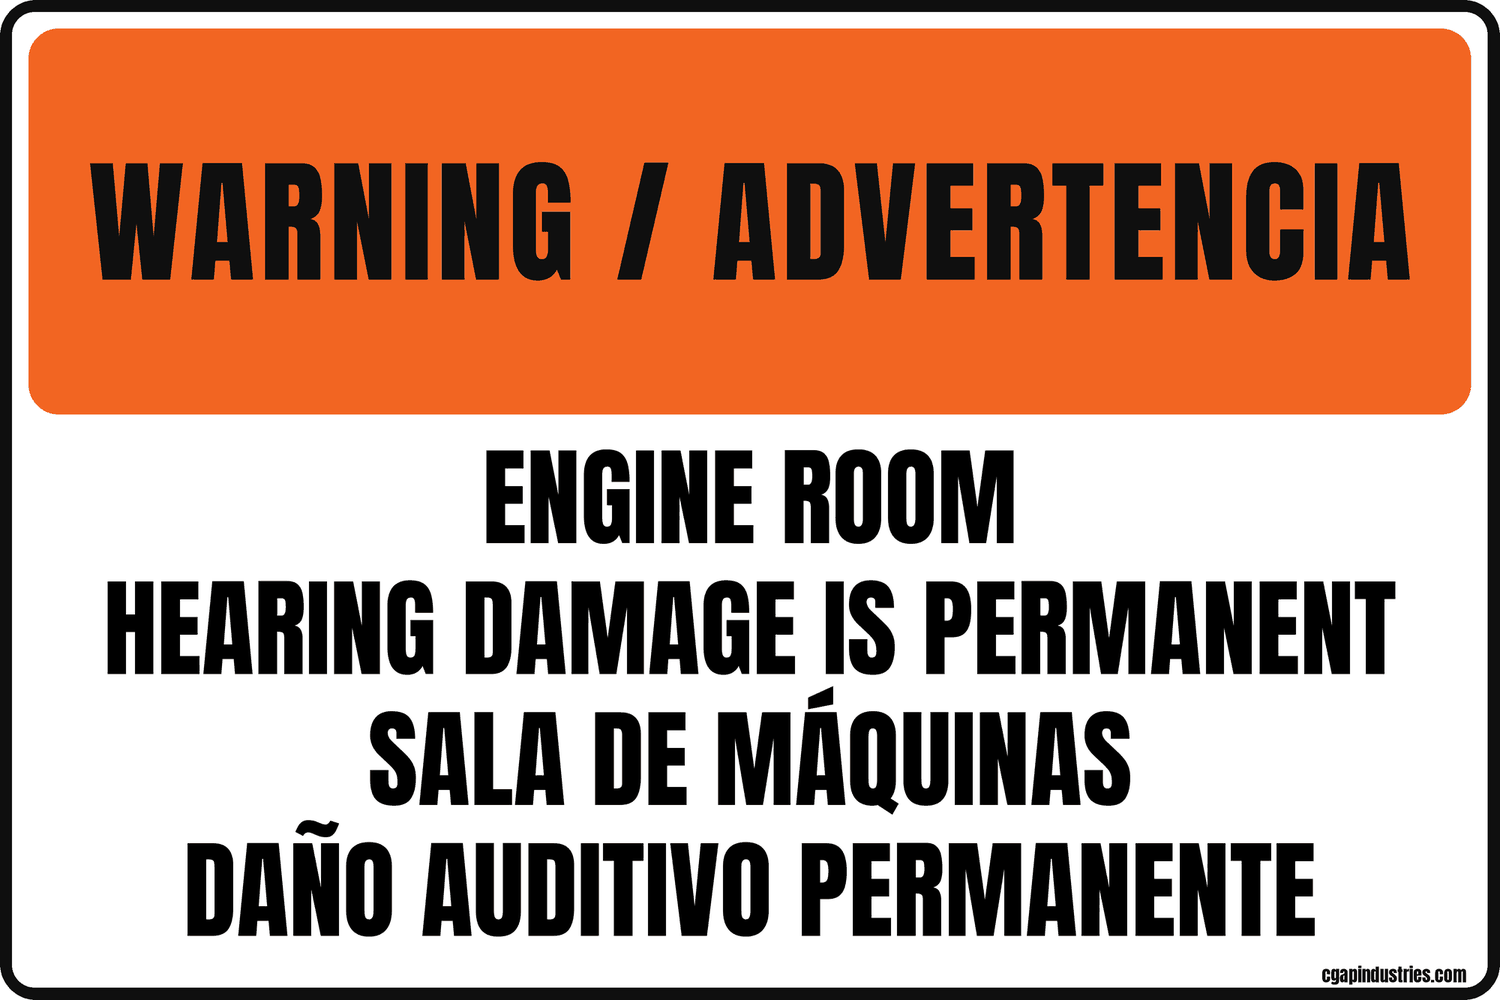 WARNING / ADVERTENCIA
ENGINE ROOM
HEARING DAMAGE IS PERMANENT
SALA DE MÁQUINAS
DAÑO AUDITIVO PERMANENTE
cgapindustries.com